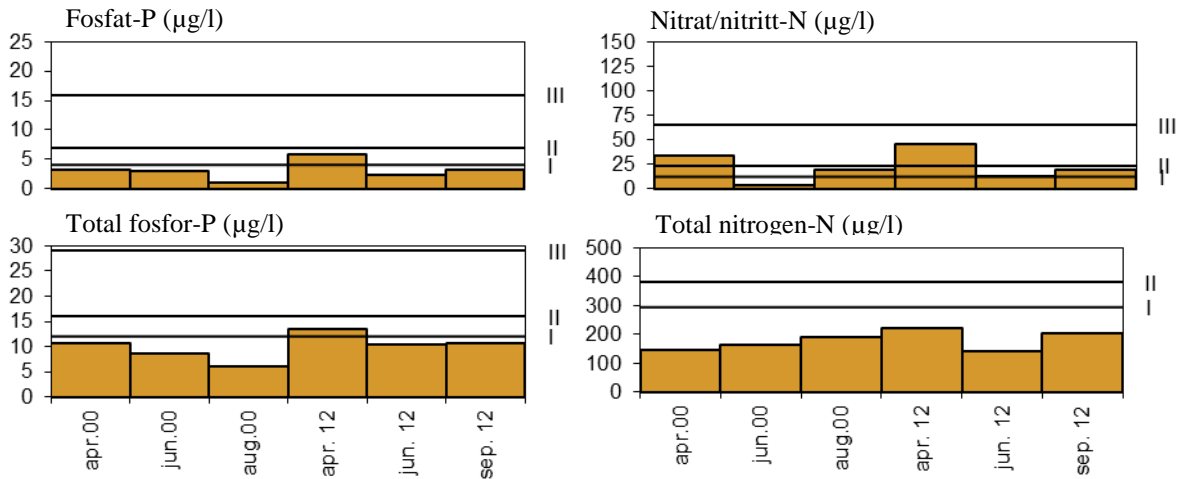 Fosfat-P (µg/l)
25
20
15
10
5
0
III
II
I
Nitrat/nitritt-N (µg/l)
150
125
100
75
50
25
0
III
II
I
Total fosfor-P (µg/l)
30
25
20
15
10
5
0
III
II
I
apr.00
jun.00
aug.00
apr. 12
jun. 12
sep. 12
Total nitrogen-N (µg/l)
500
400
300
200
100
0
II
I
apr.00
jun.00
aug.00
apr. 12
jun. 12
sep. 12